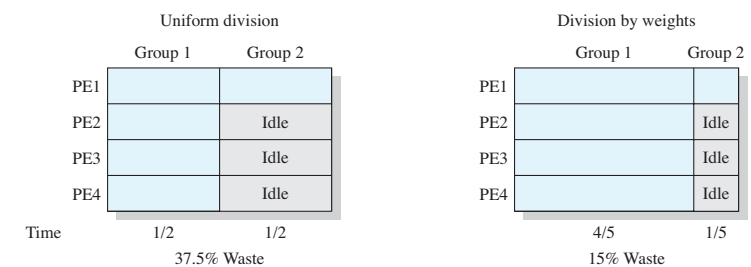 Uniform division
Group 1 Group 2
PE1
PE2 Idle
PE3 Idle
PE4 Idle
Time 1/2 1/2
37.5% Waste
Division by weights
Group 1 Group 2
PE1
PE2 Idle
PE3 Idle
PE4 Idle
4/5 1/5
15% Waste